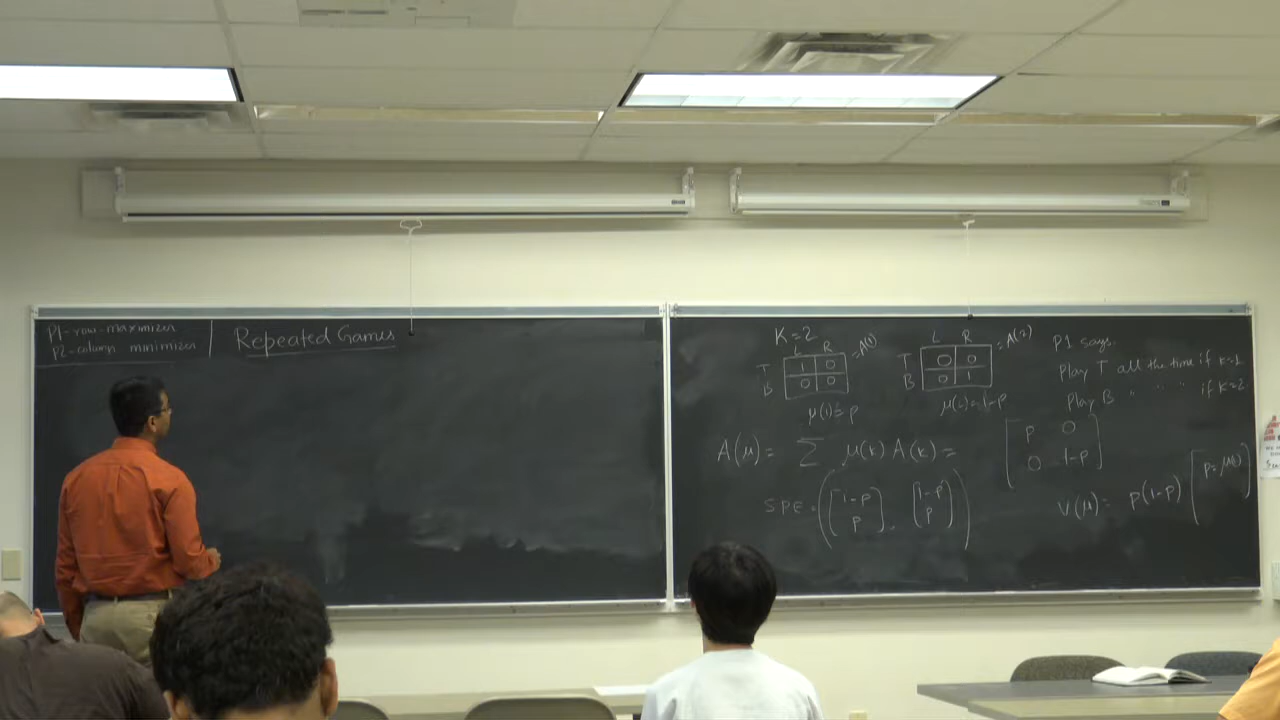 P1-row-maximizer
P2-column minimizer
Repeated Games
K=2
L R
T 1 0 = A(1)
B 0 0
μ(1) ≜ p
L R
T 0 0 = A(2)
B 0 1
μ(2) = 1-p
P1 says.
Play T all the time if k=1.
Play B " " " if k=2.
A(μ) = Σ μ(k) A(k) = [p 0
0 1-p]
SPE = ([1-p
p], [1-p
p])
V(μ) = p(1-p) [p=μ(1)]